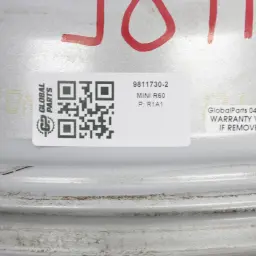 GLOBAL
PARTS
9811730-2
MINI R60
P: R1A1
GlobalParts 04
WARRANTY V
IF REMOVE